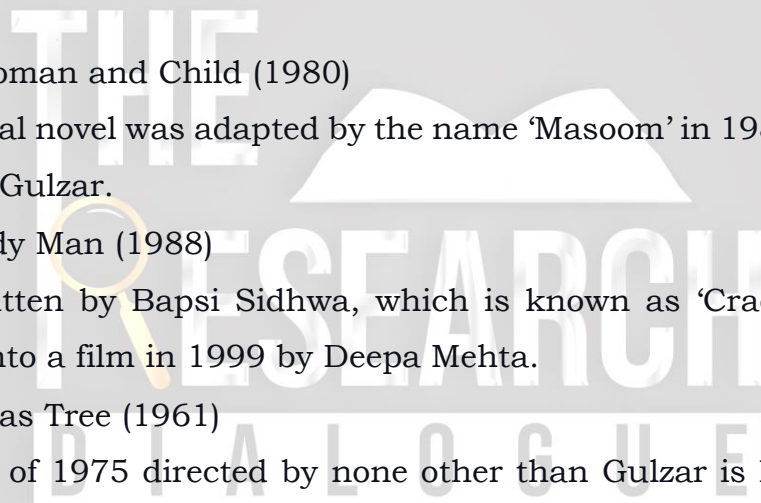 oman and Child (1980)
al novel was adapted by the name ‘Masoom’ in 19
Gulzar.
dy Man (1988)
tten by Bapsi Sidhwa, which is known as ‘Crac
nto a film in 1999 by Deepa Mehta.
as Tree (1961)
of 1975 directed by none other than Gulzar is
THE
RESEARCH
DIALOGUE